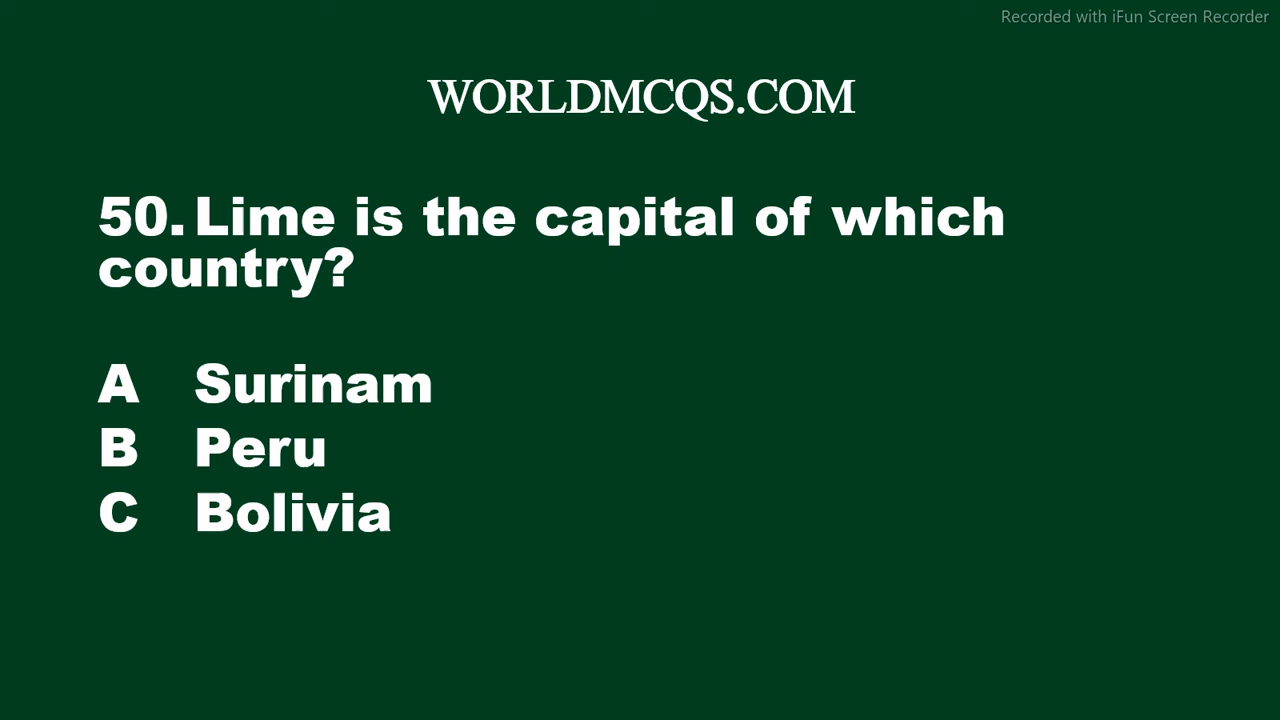 Recorded with iFun Screen Recorder
WORLDMCQS.COM
50. Lime is the capital of which
country?
A Surinam
B Peru
C Bolivia